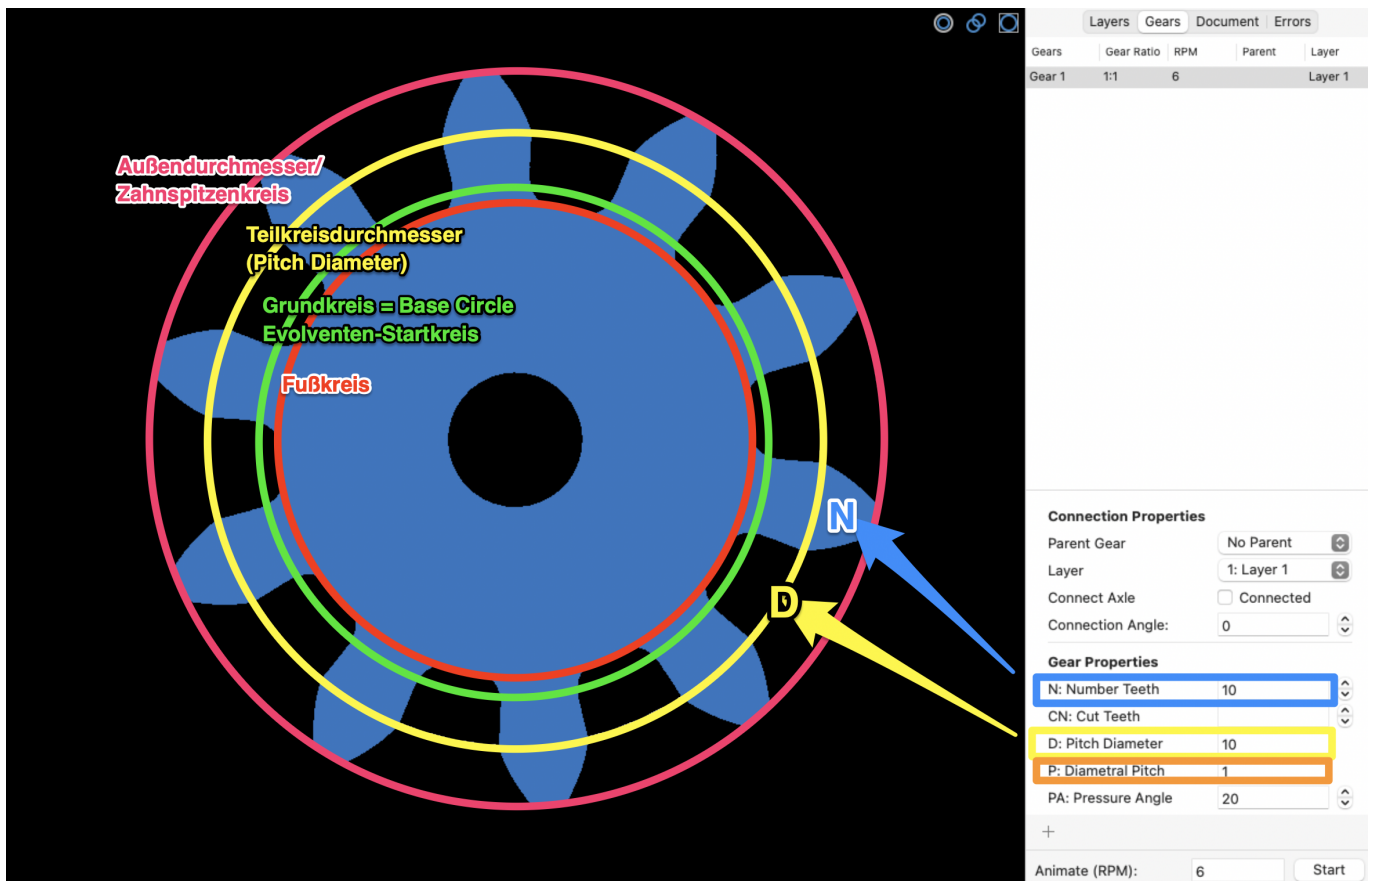 Layers Gears Document Errors
Gears Gear Ratio RPM Parent Layer
Gear 1 1:1 6 Layer 1
Außendurchmesser/
Zahnspitzenkreis
Teilkreisdurchmesser
(Pitch Diameter)
Grundkreis = Base Circle
Evolventen-Startkreis
Fußkreis
N
D
Connection Properties
Parent Gear No Parent
Layer 1: Layer 1
Connect Axle Connected
Connection Angle: 0
Gear Properties
N: Number Teeth 10
CN: Cut Teeth
D: Pitch Diameter 10
P: Diametral Pitch 1
PA: Pressure Angle 20
+
Animate (RPM): 6 Start